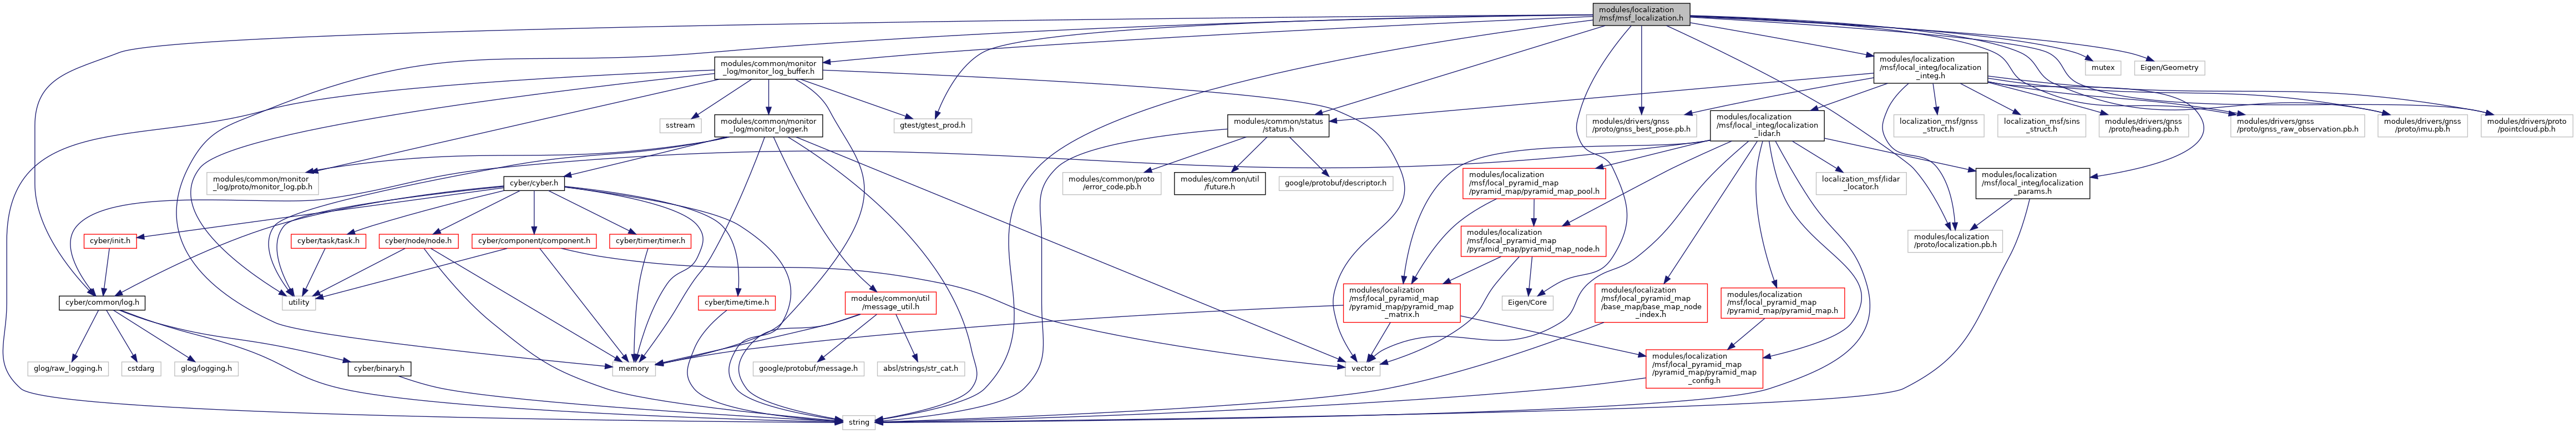 modules/localization
/msf/msf_localization.h
modules/common/monitor
_log/monitor_log_buffer.h
modules/localization
/msf/local_integ/localization
_integ.h
mutex
Eigen/Geometry
sstream
modules/common/monitor
_log/monitor_logger.h
gtest/gtest_prod.h
modules/common/status
/status.h
modules/drivers/gnss
/proto/gnss_best_pose.pb.h
modules/localization
/msf/local_integ/localization
_lidar.h
localization_msf/gnss
_struct.h
localization_msf/sins
_struct.h
modules/drivers/gnss
/proto/heading.pb.h
modules/drivers/gnss
/proto/gnss_raw_observation.pb.h
modules/drivers/gnss
/proto/imu.pb.h
modules/drivers/proto
/pointcloud.pb.h
modules/common/monitor
_log/proto/monitor_log.pb.h
cyber/cyber.h
modules/common/proto
/error_code.pb.h
modules/common/util
/future.h
google/protobuf/descriptor.h
modules/localization
/msf/local_pyramid_map
/pyramid_map/pyramid_map_pool.h
localization_msf/lidar
_locator.h
modules/localization
/msf/local_integ/localization
_params.h
cyber/init.h
cyber/task/task.h
cyber/node/node.h
cyber/component/component.h
cyber/timer/timer.h
modules/localization
/msf/local_pyramid_map
/pyramid_map/pyramid_map_node.h
modules/localization
/proto/localization.pb.h
cyber/common/log.h
utility
cyber/time/time.h
modules/common/util
/message_util.h
modules/localization
/msf/local_pyramid_map
/pyramid_map/pyramid_map
_matrix.h
Eigen/Core
modules/localization
/msf/local_pyramid_map
/base_map/base_map_node
_index.h
modules/localization
/msf/local_pyramid_map
/pyramid_map/pyramid_map.h
glog/raw_logging.h
cstdarg
glog/logging.h
cyber/binary.h
memory
google/protobuf/message.h
absl/strings/str_cat.h
vector
modules/localization
/msf/local_pyramid_map
/pyramid_map/pyramid_map
_config.h
string